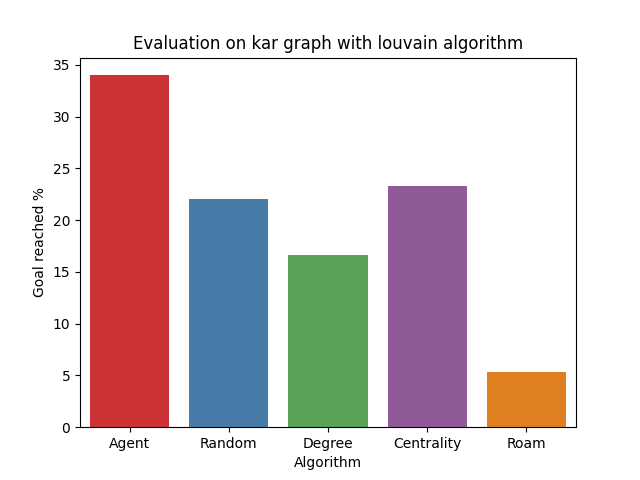 Evaluation on kar graph with louvain algorithm
35
30
25
20
15
10
5
0
Goal reached %
Agent Random Degree Centrality Roam
Algorithm